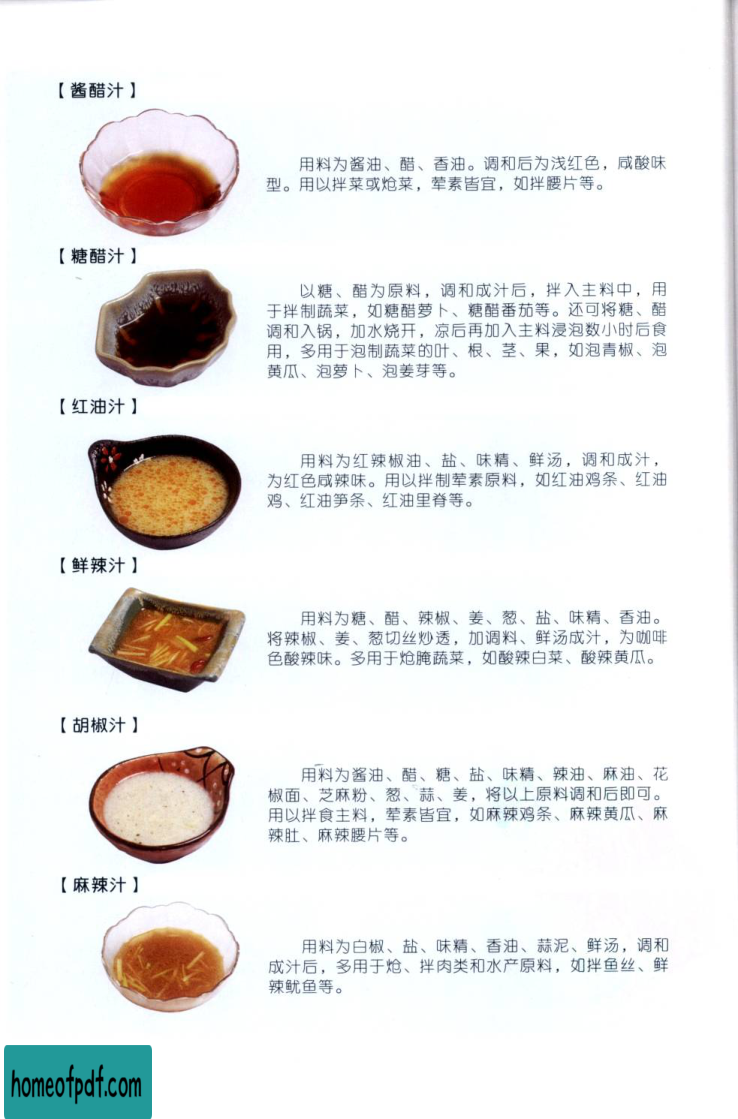 【酱醋汁】
用料为酱油、醋、香油。调和后为浅红色，咸酸味
型。用以拌菜或炝菜，荤素皆宜，如拌腰片等。
【糖醋汁】
以糖、醋为原料，调和成汁后，拌入主料中，用
于拌制蔬菜，如糖醋萝卜、糖醋番茄等。还可将糖、醋
调和入锅，加水烧开，凉后再加入主料浸泡数小时后食
用，多用于泡制蔬菜的叶、根、茎、果，如泡青椒、泡
黄瓜、泡萝卜、泡姜芽等。
【红油汁】
用料为红辣椒油、盐、味精、鲜汤，调和成汁，
为红色咸辣味。用以拌制荤素原料，如红油鸡条、红油
鸡、红油笋条、红油里脊等。
【鲜辣汁】
用料为糖、醋、辣椒、姜、葱、盐、味精、香油。
将辣椒、姜、葱切丝炒透，加调料、鲜汤成汁，为咖啡
色酸辣味。多用于炝腌蔬菜，如酸辣白菜、酸辣黄瓜。
【胡椒汁】
用料为酱油、醋、糖、盐、味精、辣油、麻油、花
椒面、芝麻粉、葱、蒜、姜，将以上原料调和后即可。
用以拌食主料，荤素皆宜，如麻辣鸡条、麻辣黄瓜、麻
辣肚、麻辣腰片等。
【麻辣汁】
用料为白椒、盐、味精、香油、蒜泥、鲜汤，调和
成汁后，多用于炝、拌肉类和水产原料，如拌鱼丝、鲜
辣鱿鱼等。
homeofpdf.com